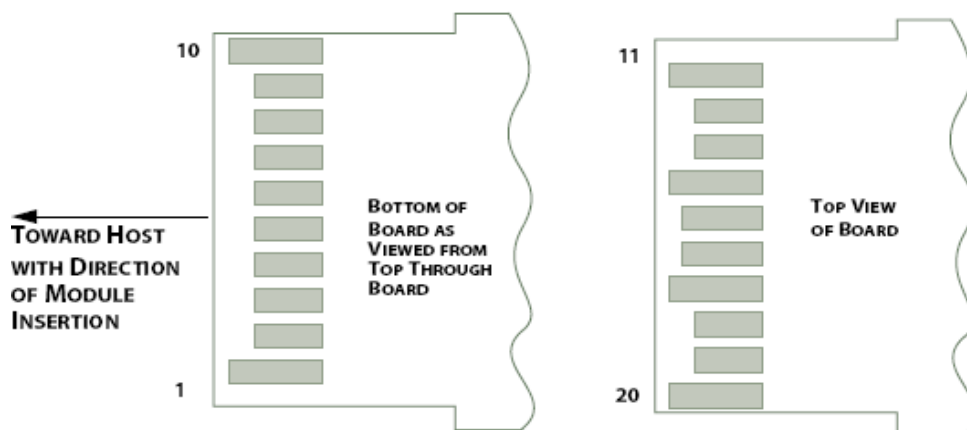 10
TOWARD HOST
WITH DIRECTION
OF MODULE
INSERTION
1
BOTTOM OF
BOARD AS
VIEWED FROM
TOP THROUGH
BOARD
11
20
TOP VIEW
OF BOARD